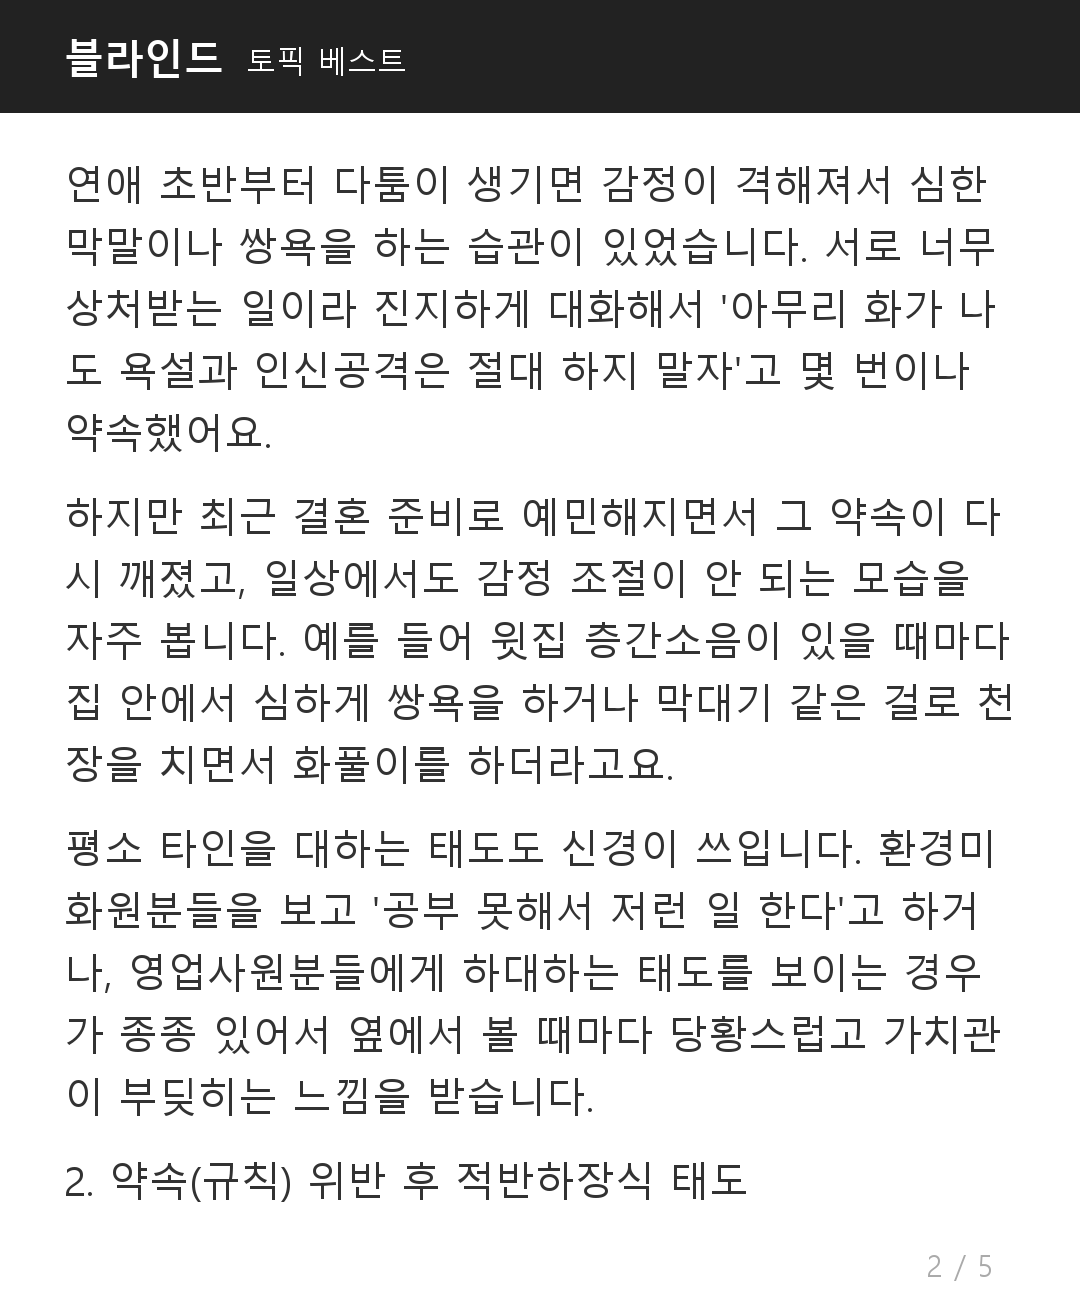 블라인드 토픽 베스트
연애 초반부터 다툼이 생기면 감정이 격해져서 심한
막말이나 쌍욕을 하는 습관이 있었습니다. 서로 너무
상처받는 일이라 진지하게 대화해서 '아무리 화가 나
도 욕설과 인신공격은 절대 하지 말자'고 몇 번이나
약속했어요.
하지만 최근 결혼 준비로 예민해지면서 그 약속이 다
시 깨졌고, 일상에서도 감정 조절이 안 되는 모습을
자주 봅니다. 예를 들어 윗집 층간소음이 있을 때마다
집 안에서 심하게 쌍욕을 하거나 막대기 같은 걸로 천
장을 치면서 화풀이를 하더라고요.
평소 타인을 대하는 태도도 신경이 쓰입니다. 환경미
화원분들을 보고 '공부 못해서 저런 일 한다'고 하거
나, 영업사원분들에게 하대하는 태도를 보이는 경우
가 종종 있어서 옆에서 볼 때마다 당황스럽고 가치관
이 부딪히는 느낌을 받습니다.
2. 약속(규칙) 위반 후 적반하장식 태도
2 / 5